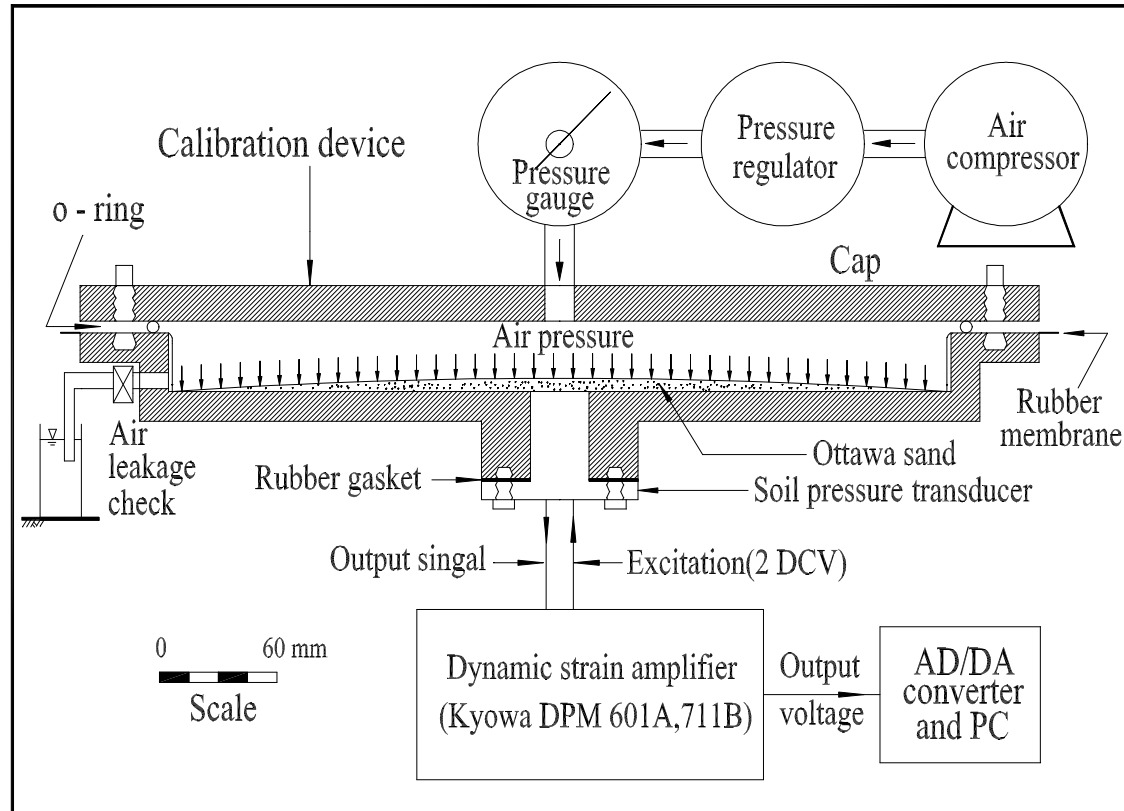 Calibration device
o - ring
Pressure
gauge
Pressure
regulator
Air
compressor
Cap
Air pressure
Rubber
membrane
Air
leakage
check
Rubber gasket
Ottawa sand
Soil pressure transducer
Output singal
Excitation(2 DCV)
0 60 mm
Scale
Dynamic strain amplifier
(Kyowa DPM 601A,711B)
Output
voltage
AD/DA
converter
and PC